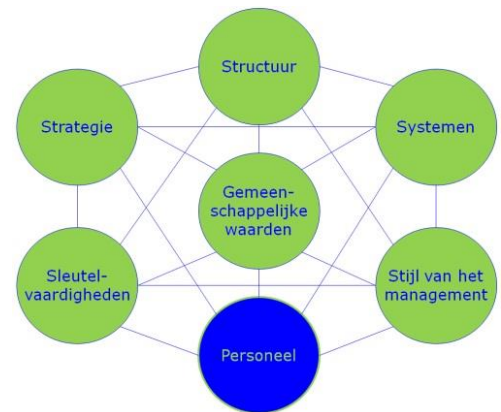 Structuur
Strategie
Systemen
Gemeen-
schappelijke
waarden
Sleutel-
vaardigheden
Stijl van het
management
Personeel